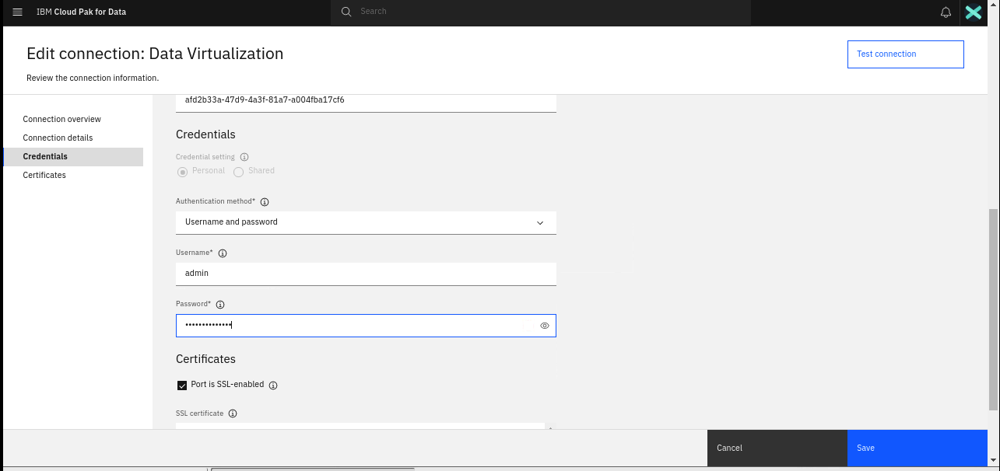 IBM Cloud Pak for Data
Search
Edit connection: Data Virtualization
Test connection
Review the connection information.
Connection overview
Connection details
Credentials
Certificates
afd2b33a-47d9-4a3f-81a7-a004fba17cf6
Credentials
Credential setting
Personal
Shared
Authentication method*
Username and password
Username*
admin
Password*
••••••••••••••
Certificates
Port is SSL-enabled
SSL certificate
Cancel
Save